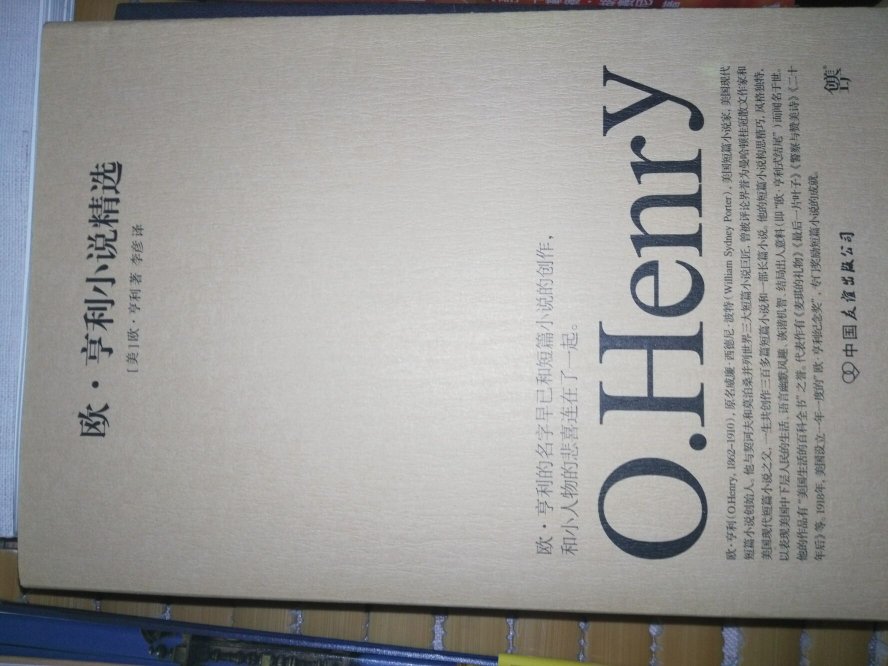 欧·亨利小说精选
[美]欧·亨利 著 李彦 译
欧·亨利的名字早已和短篇小说的创作，
和小人物的悲喜连在了一起。
O.Henry
欧·亨利（O.Henry, 1862–1910），原名威廉·西德尼·波特（William Sydney Porter），美国短篇小说家，美国现代
短篇小说创始人。他与契诃夫和莫泊桑并列世界三大短篇小说巨匠，曾被评论界誉为曼哈顿桂冠散文作家和
美国现代短篇小说之父，一生共创作三百多篇短篇小说和一部长篇小说。他的短篇小说构思精巧，风格独特，
以表现美国中下层人民的生活、语言幽默风趣、诙谐机智、结局出人意料（即“欧·亨利式结尾”）而闻名于世。
他的作品有“美国生活的百科全书”之誉。代表作有《麦琪的礼物》《最后一片叶子》《警察与赞美诗》《二十
年后》等。1918年，美国设立一年一度的“欧·亨利纪念奖”，专门奖励短篇小说的成就。
中国友谊出版公司
创美
工厂